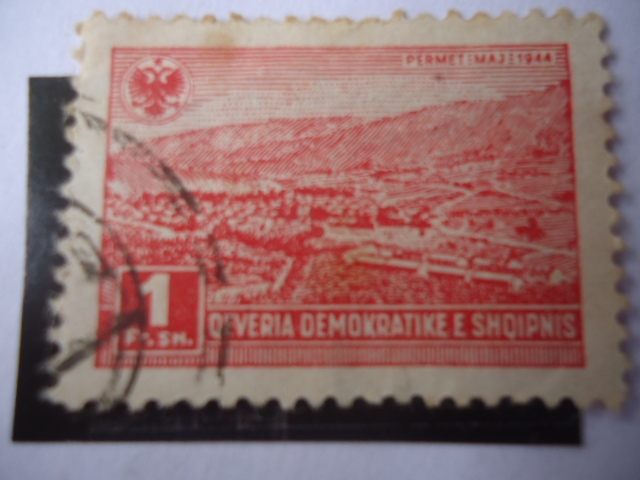 PERMET : MAJ : 1944
1
Fr. SH.
QEVERIA DEMOKRATIKE E SHQIPNIS